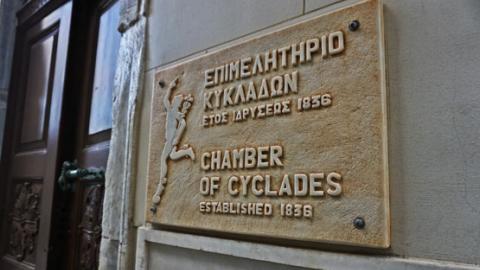 ΕΠΙΜΕΛΗΤΗΡΙΟ
ΚΥΚΛΑΔΩΝ
ΕΤΟΣ ΙΔΡΥΣΕΩΣ 1836
CHAMBER
OF CYCLADES
ESTABLISHED 1836